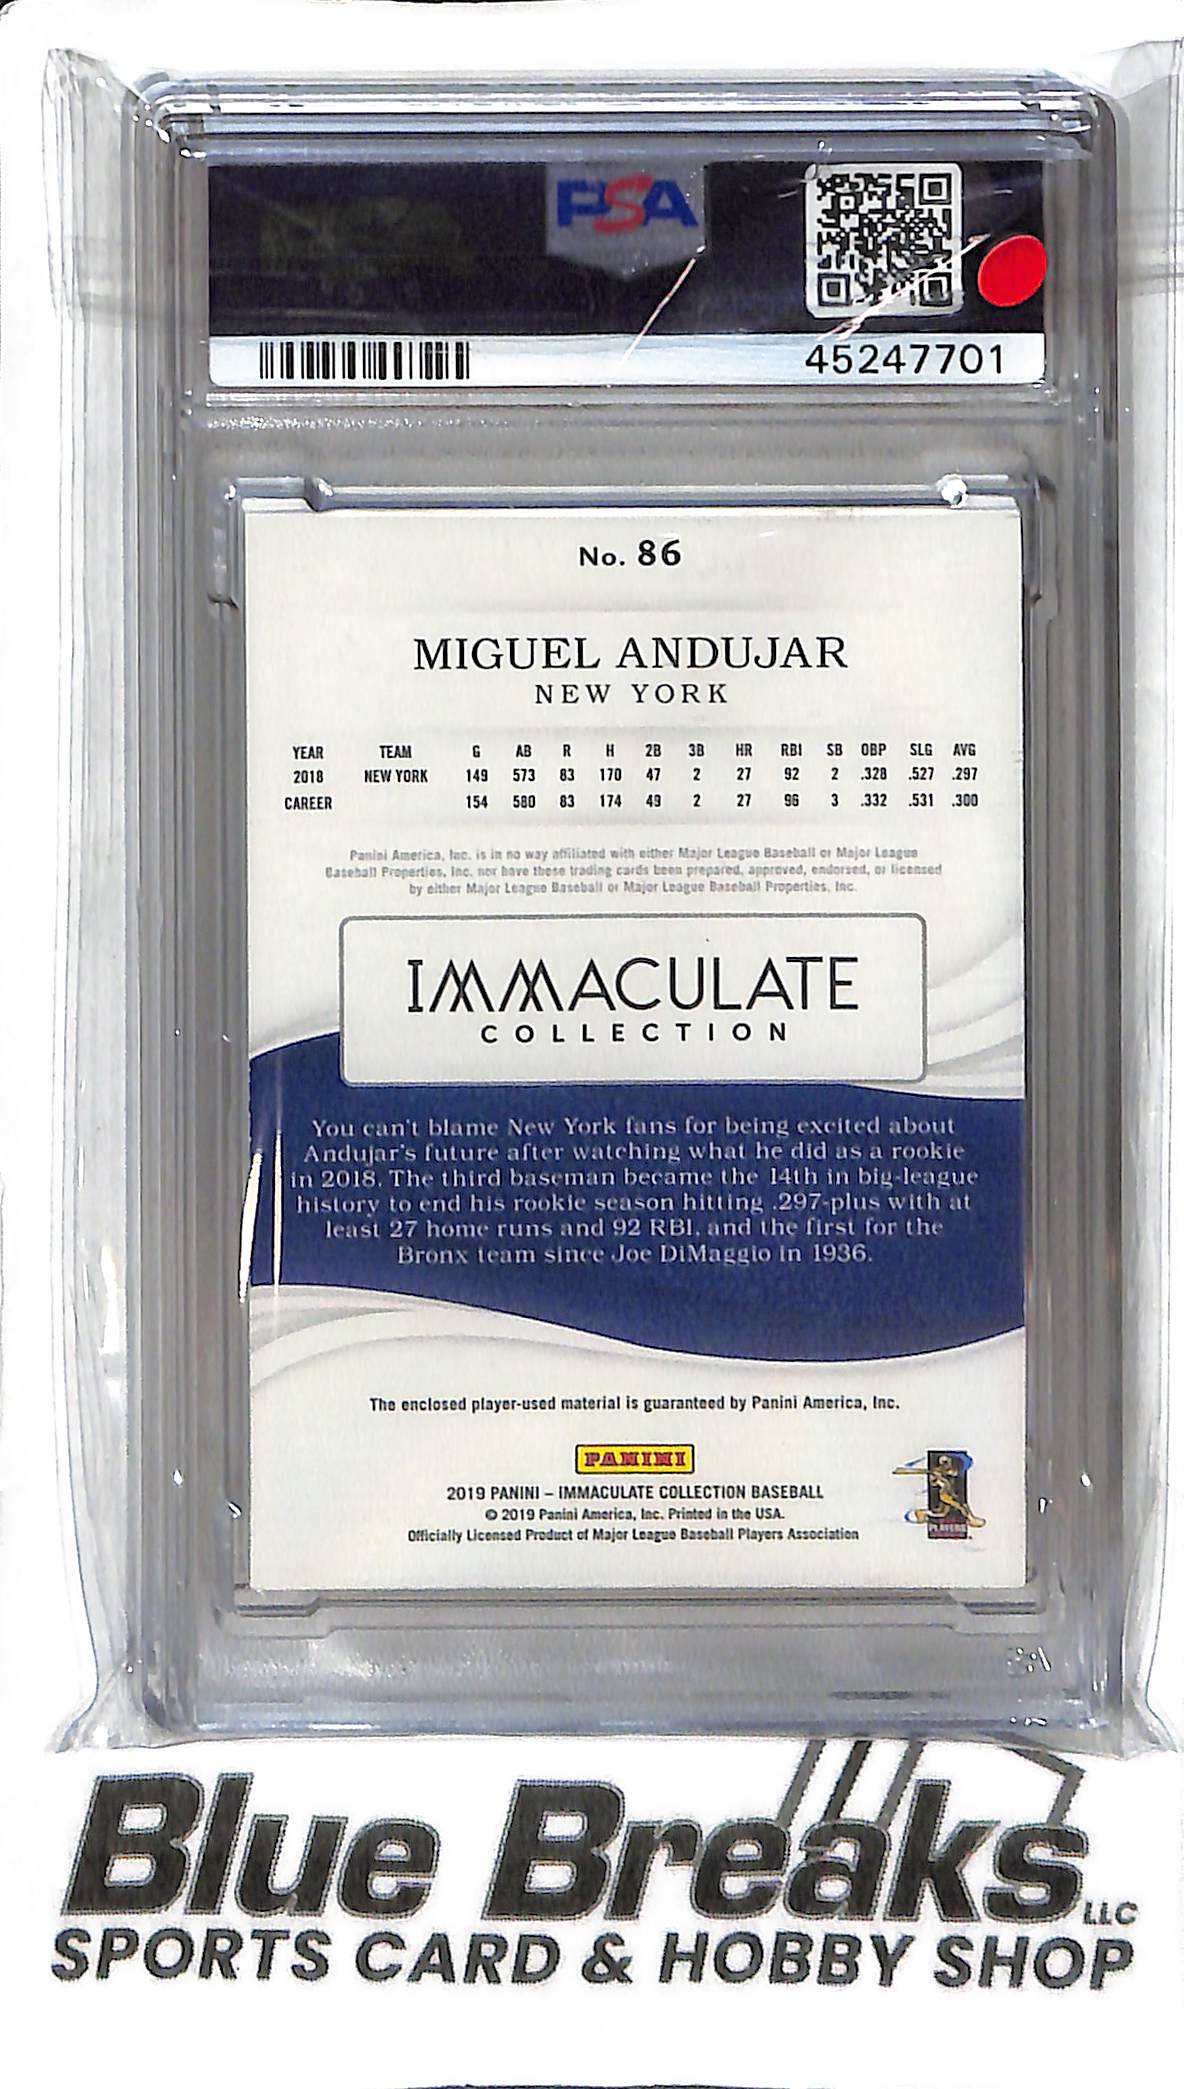 PSA
45247701
No. 86
MIGUEL ANDUJAR
NEW YORK
YEAR TEAM G AB R H 2B 3B HR RBI SB OBP SLG AVG
2018 NEW YORK 149 573 83 170 47 2 27 92 2 .328 .527 .297
CAREER 154 580 83 174 49 2 27 96 3 .332 .531 .300
Panini America, Inc. is in no way affiliated with either Major League Baseball or Major League
Baseball Properties, Inc. nor have these trading cards been prepared, approved, endorsed, or licensed
by either Major League Baseball or Major League Baseball Properties, Inc.
IMMACULATE
COLLECTION
You can't blame New York fans for being excited about
Andujar's future after watching what he did as a rookie
in 2018. The third baseman became the 14th in big-league
history to end his rookie season hitting .297-plus with at
least 27 home runs and 92 RBI, and the first for the
Bronx team since Joe DiMaggio in 1936.
The enclosed player-used material is guaranteed by Panini America, Inc.
PANINI
2019 PANINI – IMMACULATE COLLECTION BASEBALL
© 2019 Panini America, Inc. Printed in the USA.
Officially Licensed Product of Major League Baseball Players Association
PLAYERS
Blue Breaks LLC
SPORTS CARD & HOBBY SHOP